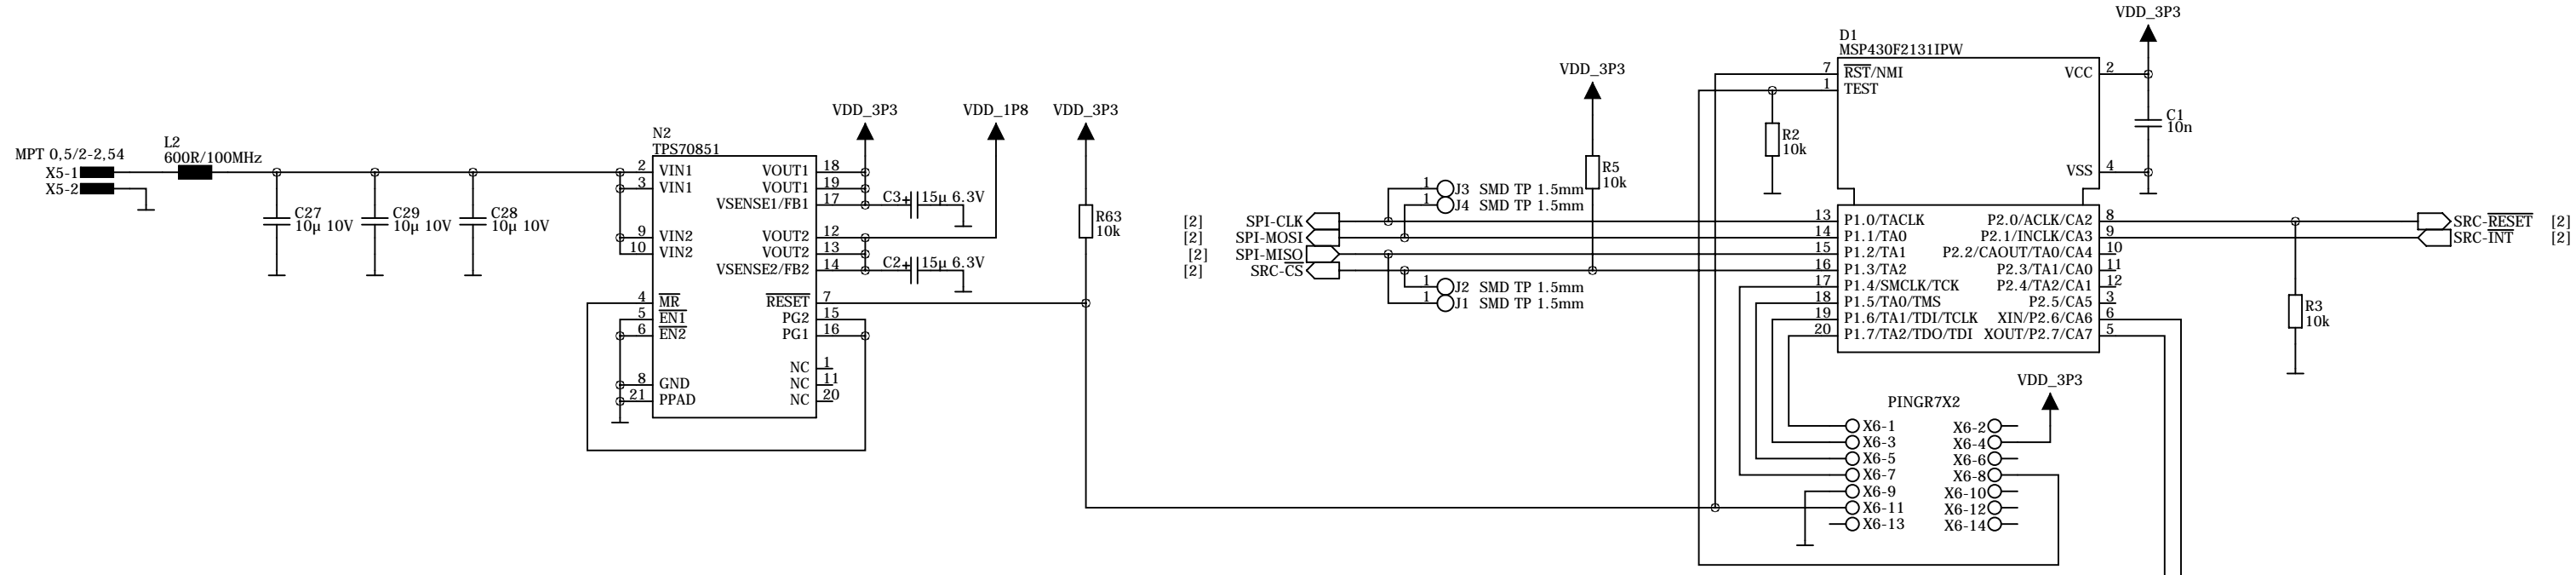 MPT 0,5/2-2,54
X5-1
X5-2
L2
600R/100MHz
C27
10µ 10V
C29
10µ 10V
C28
10µ 10V
N2
TPS70851
2 VIN1
3 VIN1
9 VIN2
10 VIN2
4 MR
5 EN1
6 EN2
8 GND
21 PPAD
VOUT1 18
VOUT1 19
VSENSE1/FB1 17
VOUT2 12
VOUT2 13
VSENSE2/FB2 14
RESET 7
PG2 15
PG1 16
NC 1
NC 11
NC 20
VDD_3P3
VDD_1P8
VDD_3P3
C3+ 15µ 6.3V
C2+ 15µ 6.3V
R63
10k
[2] SPI-CLK
[2] SPI-MOSI
[2] SPI-MISO
[2] SRC-CS
1 J3 SMD TP 1.5mm
1 J4 SMD TP 1.5mm
1 J2 SMD TP 1.5mm
1 J1 SMD TP 1.5mm
VDD_3P3
R5
10k
R2
10k
D1
MSP430F2131IPW
7 RST/NMI
1 TEST
VCC 2
VSS 4
VDD_3P3
C1
10n
13 P1.0/TACLK
14 P1.1/TA0
15 P1.2/TA1
16 P1.3/TA2
17 P1.4/SMCLK/TCK
18 P1.5/TA0/TMS
19 P1.6/TA1/TDI/TCLK
20 P1.7/TA2/TDO/TDI
P2.0/ACLK/CA2 8
P2.1/INCLK/CA3 9
P2.2/CAOUT/TA0/CA4 10
P2.3/TA1/CA0 11
P2.4/TA2/CA1 12
P2.5/CA5 3
XIN/P2.6/CA6 6
XOUT/P2.7/CA7 5
SRC-RESET [2]
SRC-INT [2]
R3
10k
VDD_3P3
PINGR7X2
X6-1 X6-2
X6-3 X6-4
X6-5 X6-6
X6-7 X6-8
X6-9 X6-10
X6-11 X6-12
X6-13 X6-14